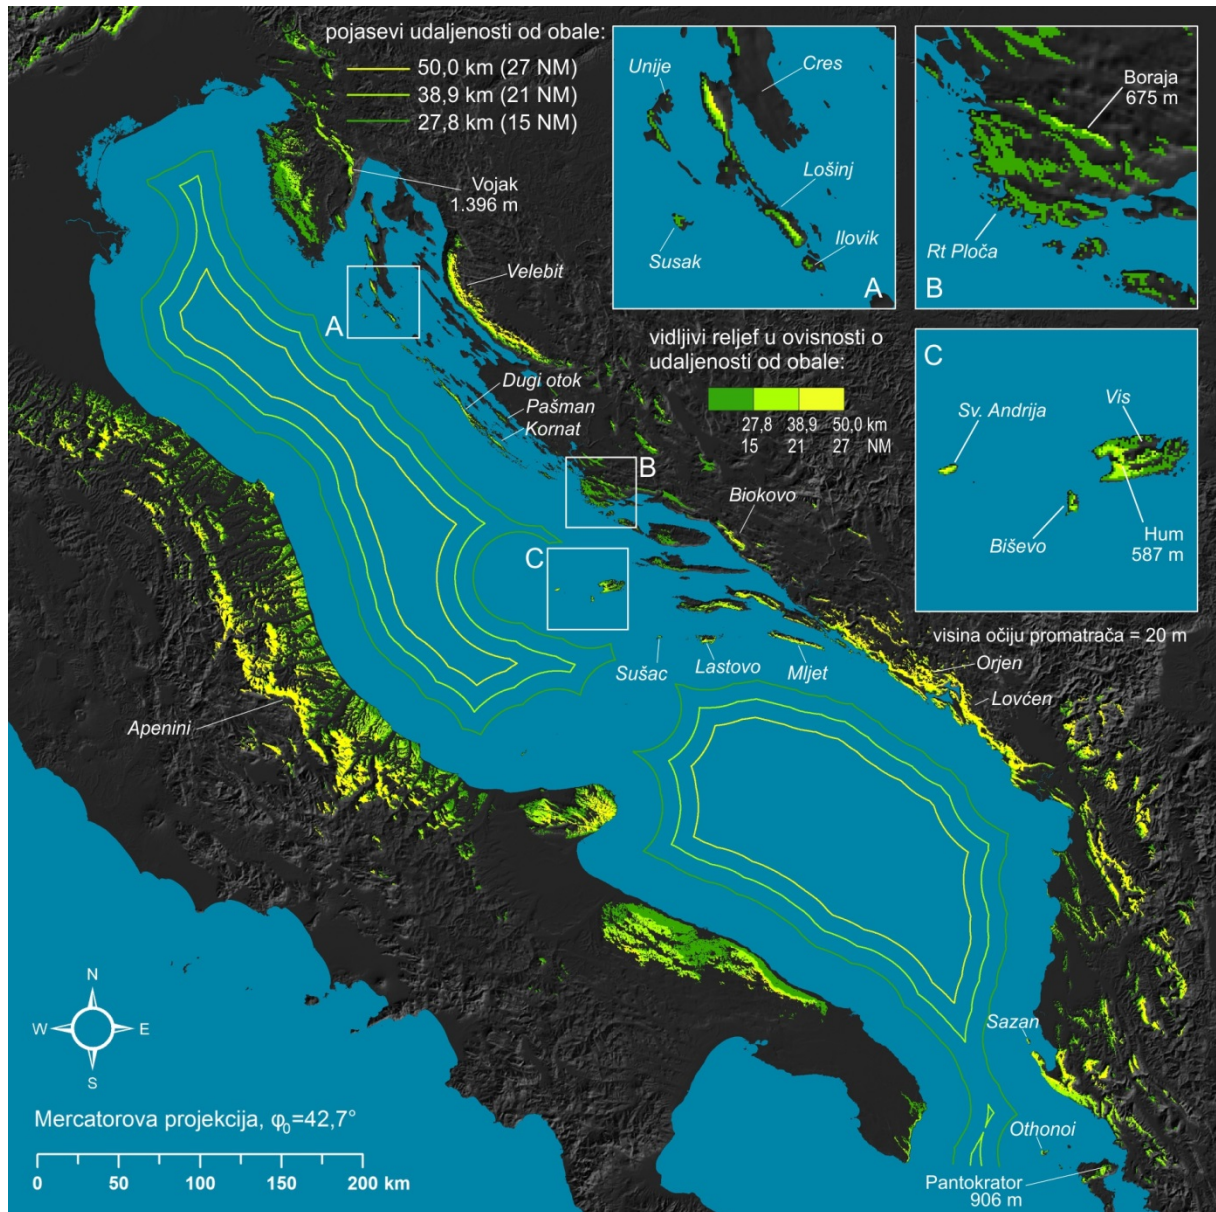 pojasevi udaljenosti od obale:
50,0 km (27 NM)
38,9 km (21 NM)
27,8 km (15 NM)
Vojak
1.396 m
Velebit
A
Dugi otok
Pašman
Kornat
B
Biokovo
C
Sušac
Lastovo
Mljet
Orjen
Lovćen
Apenini
Sazan
Othonoi
Pantokrator
906 m
Unije
Cres
Lošinj
Susak
Ilovik
A
Boraja
675 m
Rt Ploča
B
vidljivi reljef u ovisnosti o
udaljenosti od obale:
27,8 38,9 50,0 km
15 21 27 NM
C
Sv. Andrija
Vis
Biševo
Hum
587 m
visina očiju promatrača = 20 m
N
W E
S
Mercatorova projekcija, φ₀=42,7°
0 50 100 150 200 km